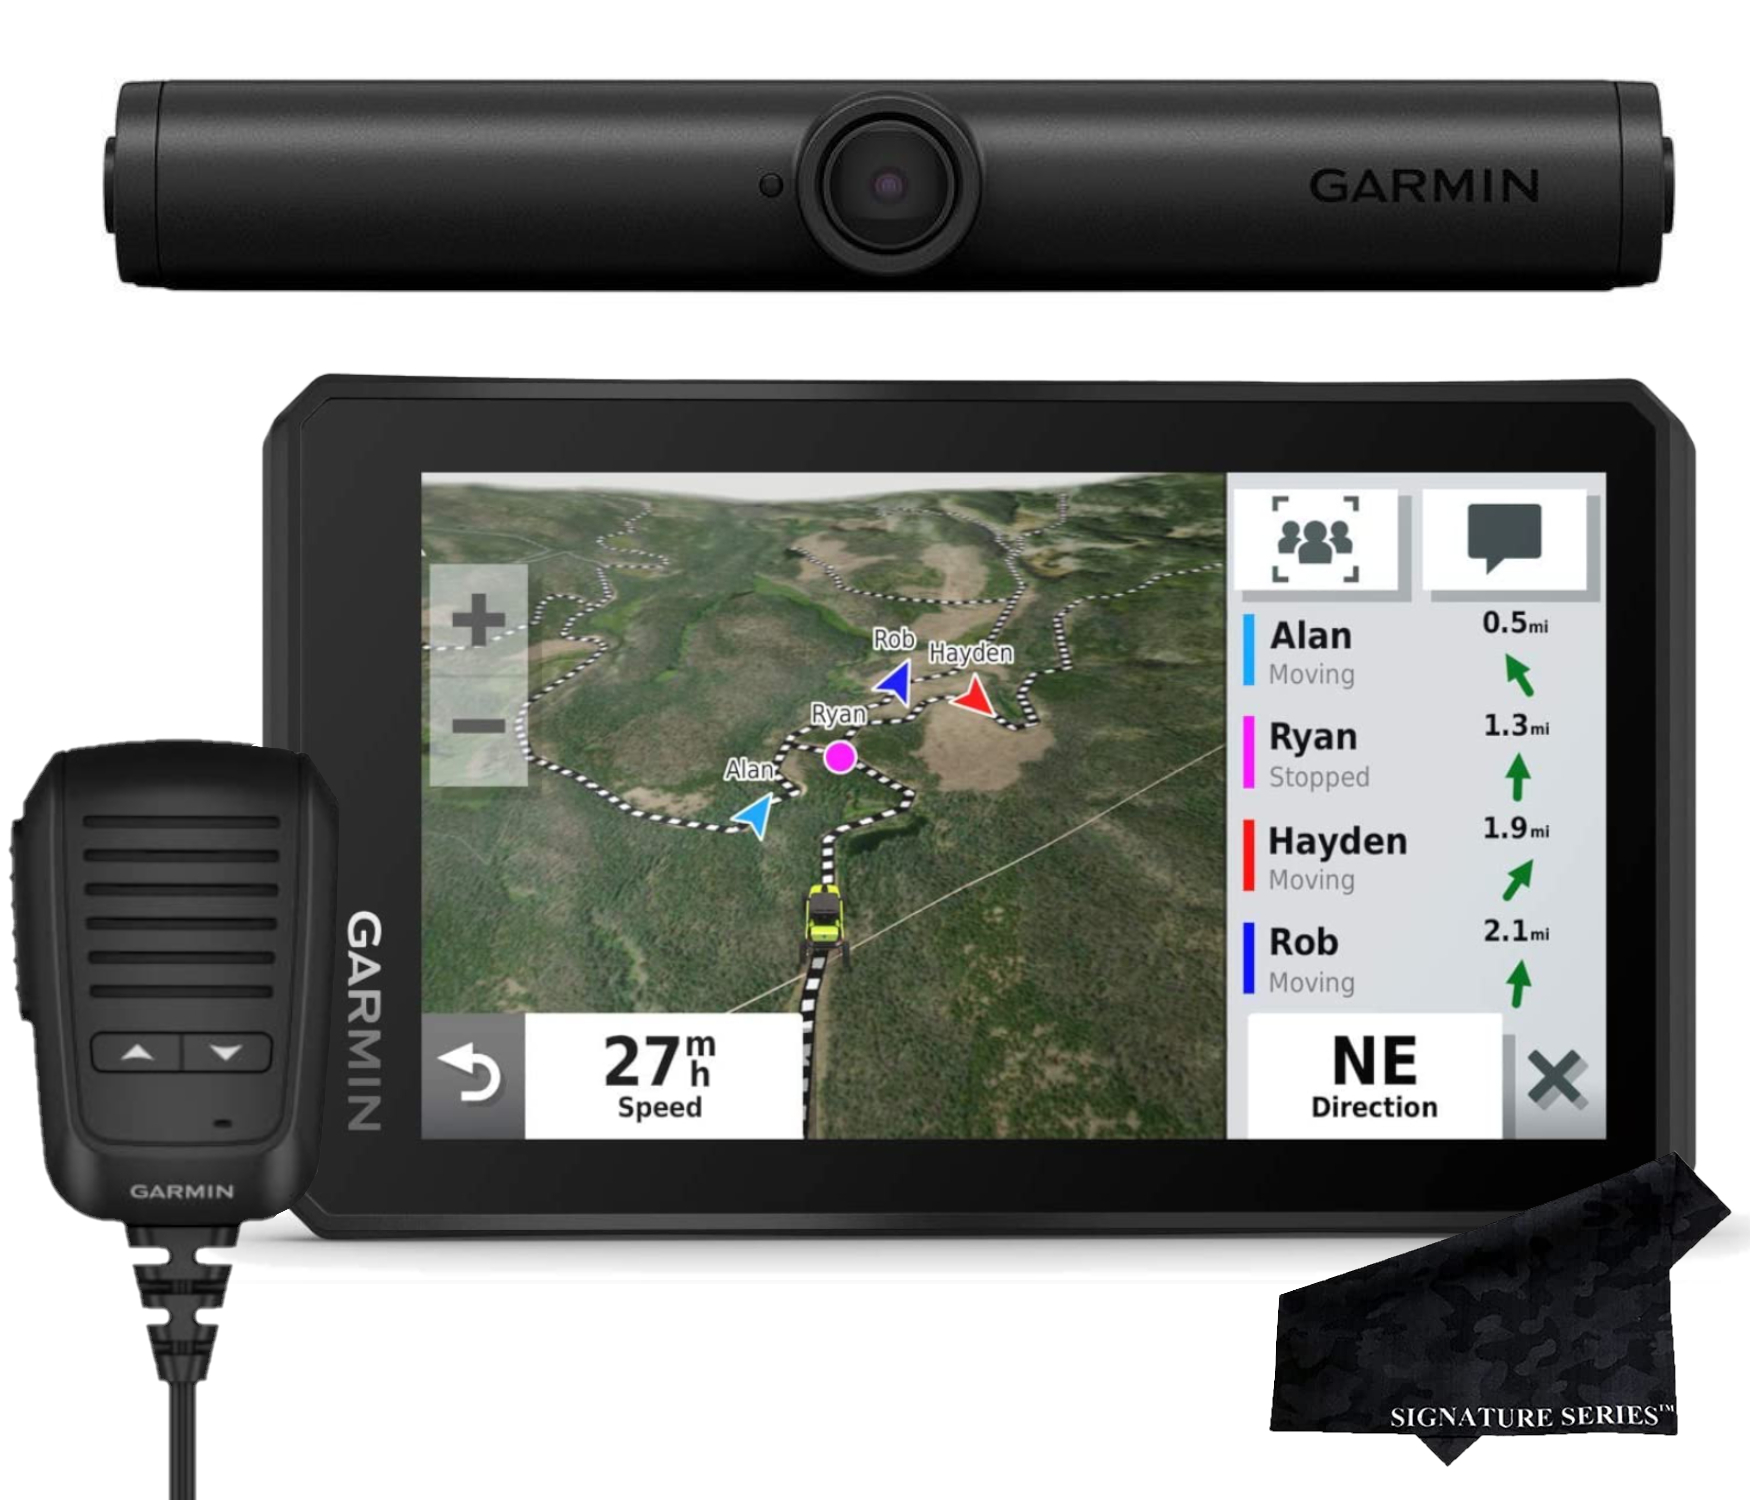 GARMIN
Rob
Hayden
Ryan
Alan
Alan
Moving
0.5mi
Ryan
Stopped
1.3mi
Hayden
Moving
1.9mi
Rob
Moving
2.1mi
27mh
Speed
NE
Direction
GARMIN
GARMIN
SIGNATURE SERIES™